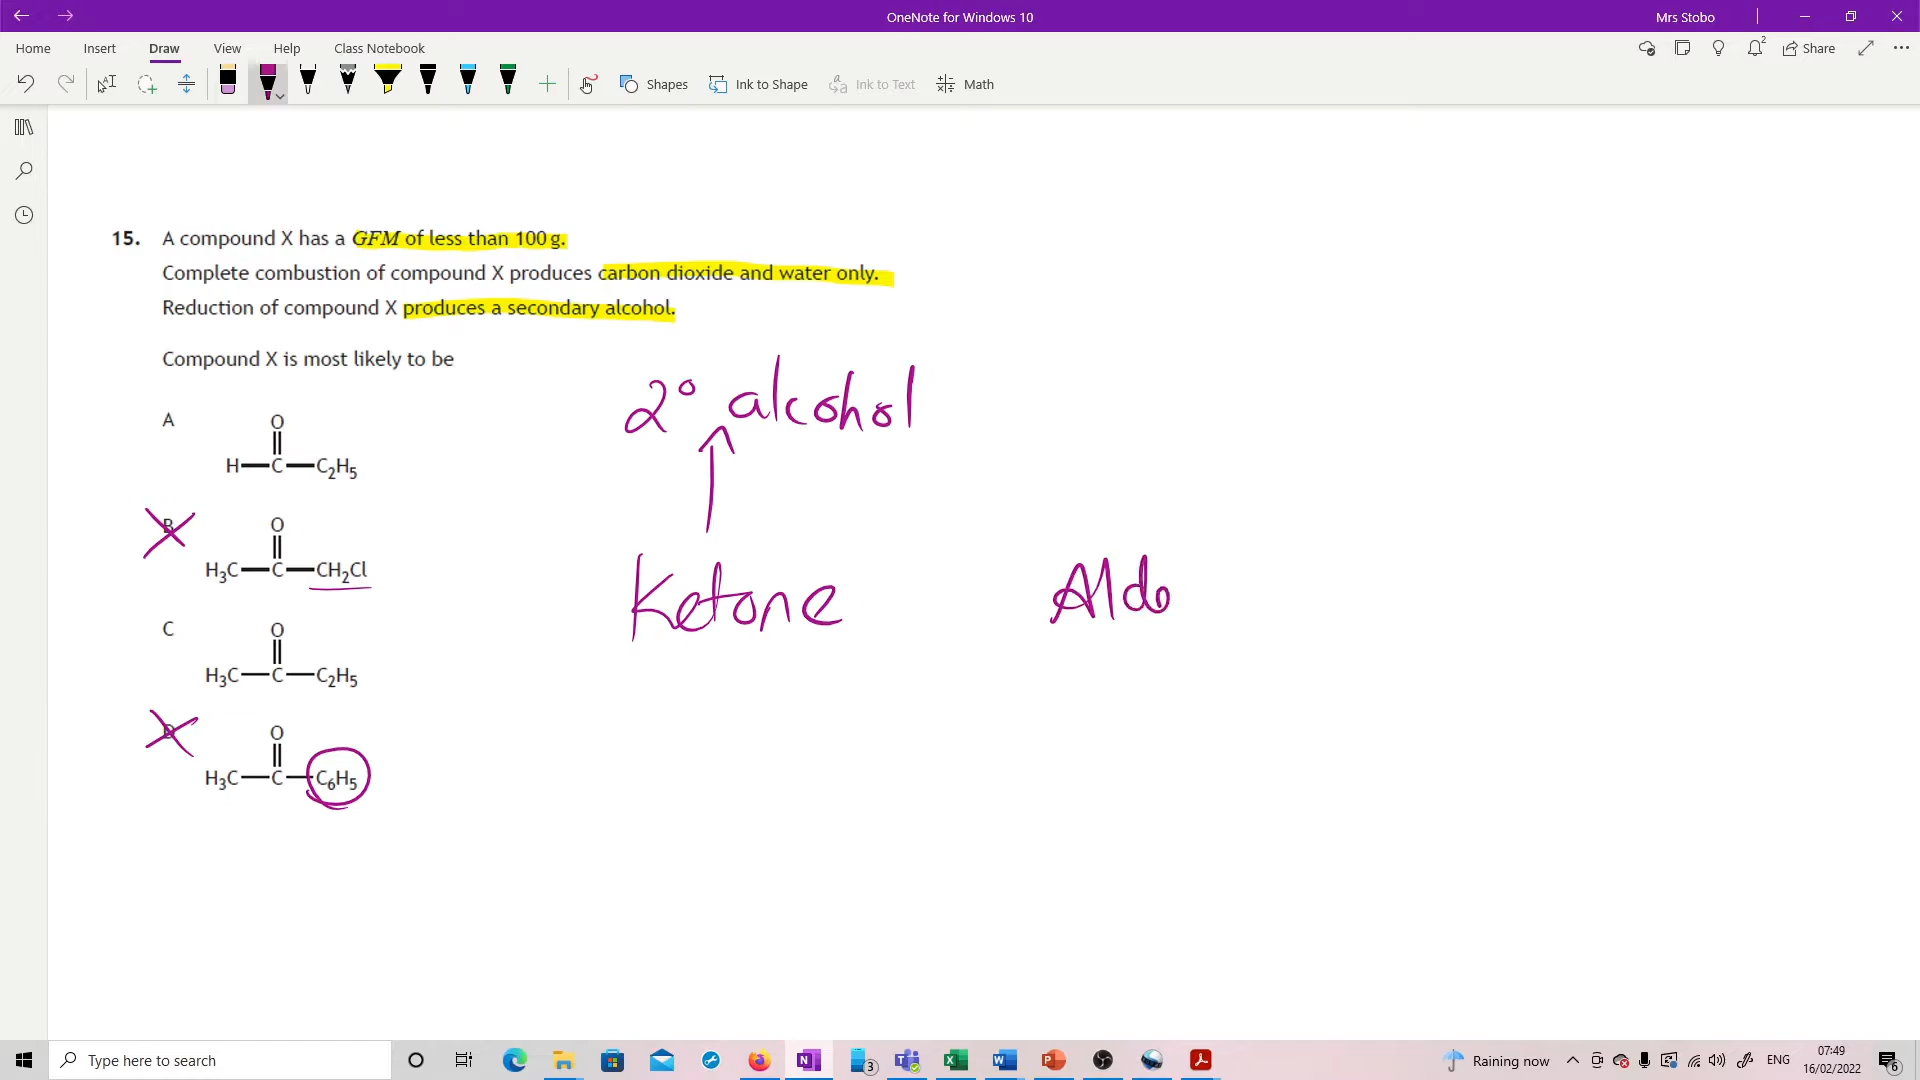 OneNote for Windows 10
Mrs Stobo
Home Insert Draw View Help Class Notebook
2
Share
Shapes Ink to Shape Ink to Text Math
15. A compound X has a GFM of less than 100 g.
Complete combustion of compound X produces carbon dioxide and water only.
Reduction of compound X produces a secondary alcohol.
Compound X is most likely to be
2° alcohol
A
O
H C C₂H₅
B
O
H₃C C CH₂Cl
Ketone Aldo
C
O
H₃C C C₂H₅
D
O
H₃C C C₆H₅
Type here to search
3
Raining now
ENG
07:49
16/02/2022
6